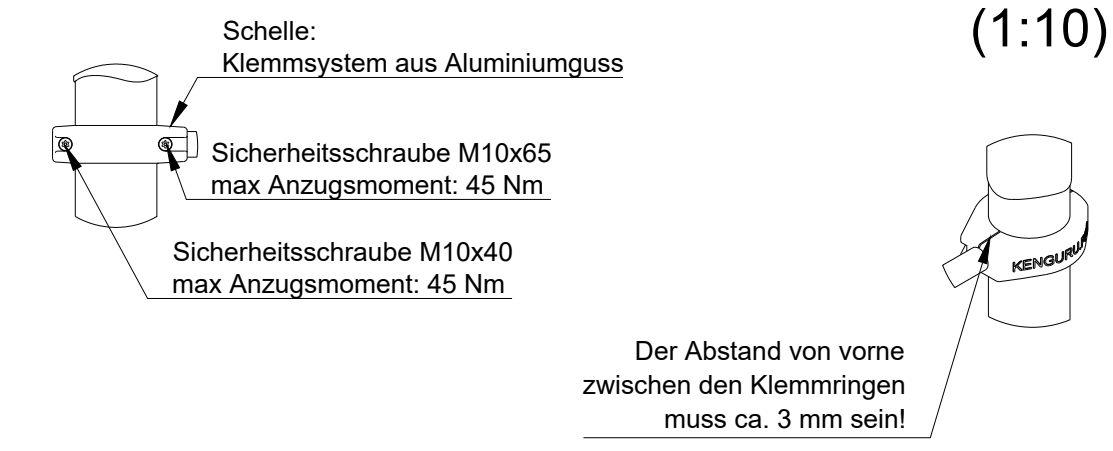 (1:10)
Schelle:
Klemmsystem aus Aluminiumguss
Sicherheitsschraube M10x65
max Anzugsmoment: 45 Nm
Sicherheitsschraube M10x40
max Anzugsmoment: 45 Nm
Der Abstand von vorne
zwischen den Klemmringen
muss ca. 3 mm sein!